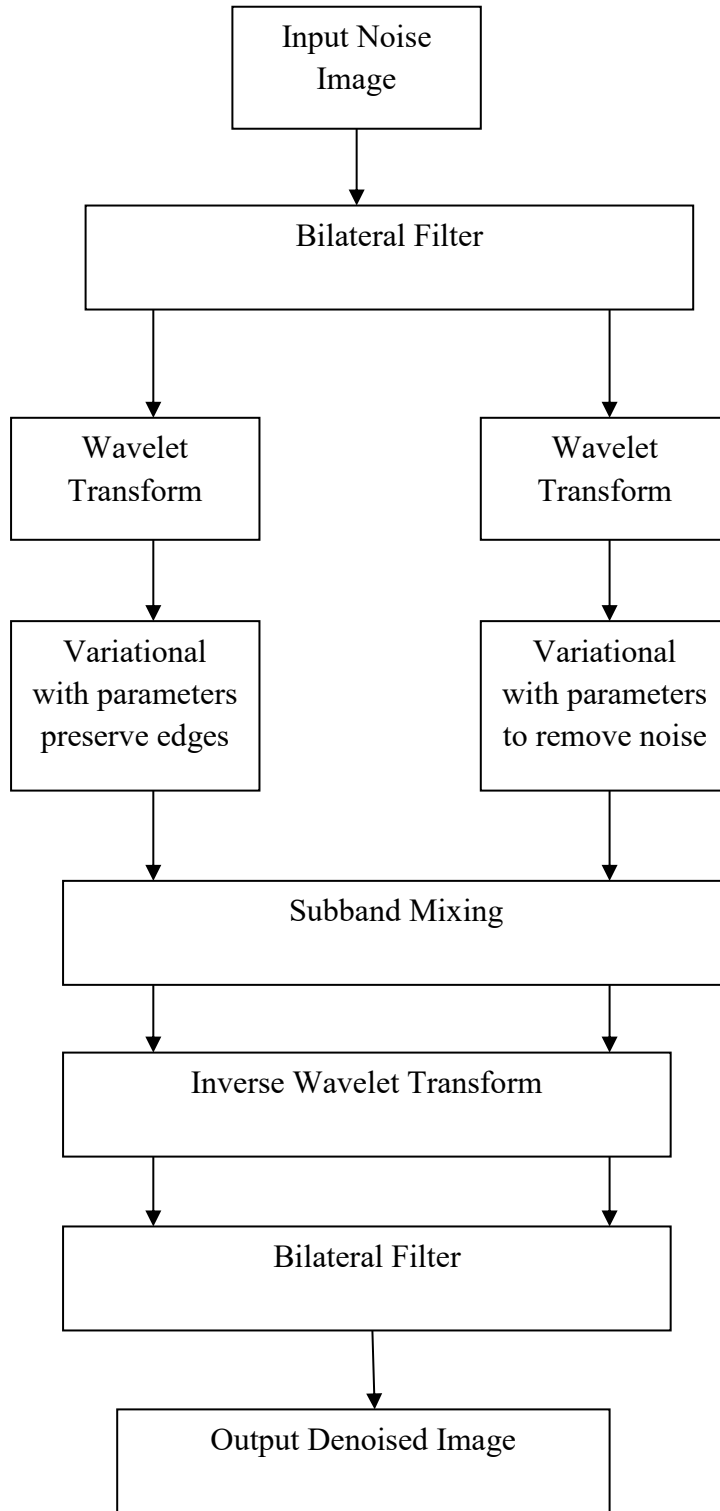 Input Noise
Image
Bilateral Filter
Wavelet
Transform
Wavelet
Transform
Variational
with parameters
preserve edges
Variational
with parameters
to remove noise
Subband Mixing
Inverse Wavelet Transform
Bilateral Filter
Output Denoised Image